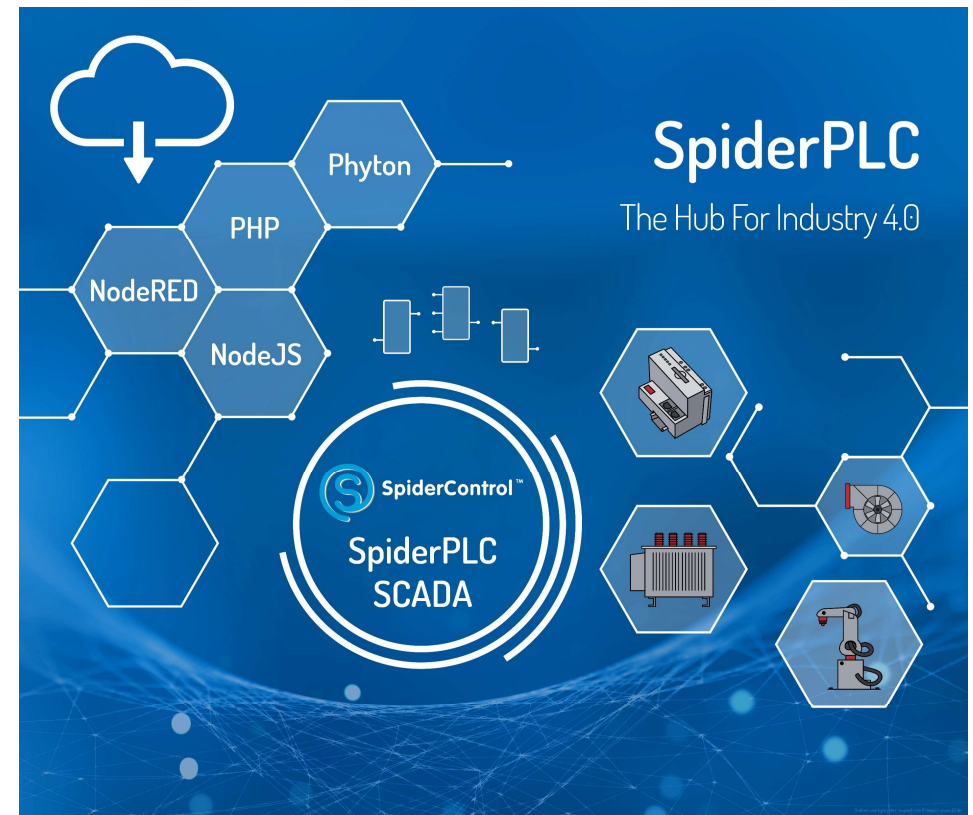 SpiderPLC
The Hub For Industry 4.0
Phyton
PHP
NodeRED
NodeJS
S
SpiderControl™
SpiderPLC
SCADA